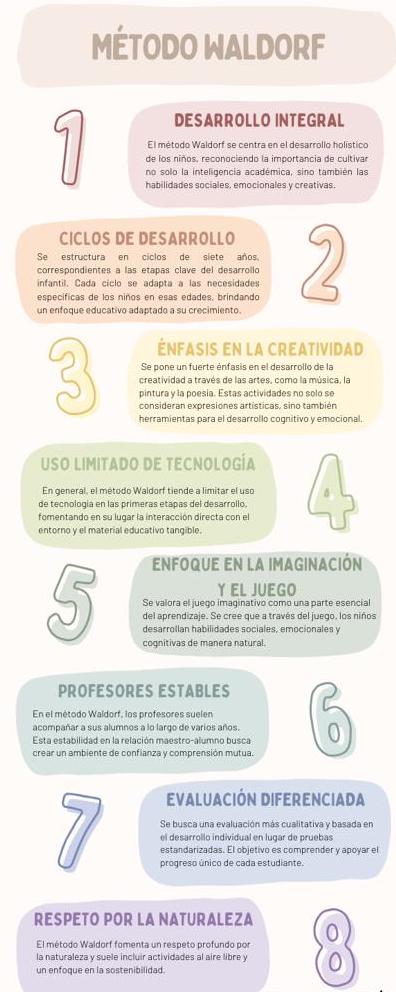 MÉTODO WALDORF
1
DESARROLLO INTEGRAL
El método Waldorf se centra en el desarrollo holístico
de los niños, reconociendo la importancia de cultivar
no solo la inteligencia académica, sino también las
habilidades sociales, emocionales y creativas.
CICLOS DE DESARROLLO
Se estructura en ciclos de siete años,
correspondientes a las etapas clave del desarrollo
infantil. Cada ciclo se adapta a las necesidades
específicas de los niños en esas edades, brindando
un enfoque educativo adaptado a su crecimiento.
2
3
ÉNFASIS EN LA CREATIVIDAD
Se pone un fuerte énfasis en el desarrollo de la
creatividad a través de las artes, como la música, la
pintura y la poesía. Estas actividades no solo se
consideran expresiones artísticas, sino también
herramientas para el desarrollo cognitivo y emocional.
USO LIMITADO DE TECNOLOGÍA
En general, el método Waldorf tiende a limitar el uso
de tecnología en las primeras etapas del desarrollo,
fomentando en su lugar la interacción directa con el
entorno y el material educativo tangible.
4
5
ENFOQUE EN LA IMAGINACIÓN
Y EL JUEGO
Se valora el juego imaginativo como una parte esencial
del aprendizaje. Se cree que a través del juego, los niños
desarrollan habilidades sociales, emocionales y
cognitivas de manera natural.
PROFESORES ESTABLES
En el método Waldorf, los profesores suelen
acompañar a sus alumnos a lo largo de varios años.
Esta estabilidad en la relación maestro-alumno busca
crear un ambiente de confianza y comprensión mutua.
6
7
EVALUACIÓN DIFERENCIADA
Se busca una evaluación más cualitativa y basada en
el desarrollo individual en lugar de pruebas
estandarizadas. El objetivo es comprender y apoyar el
progreso único de cada estudiante.
RESPETO POR LA NATURALEZA
El método Waldorf fomenta un respeto profundo por
la naturaleza y suele incluir actividades al aire libre y
un enfoque en la sostenibilidad.
8